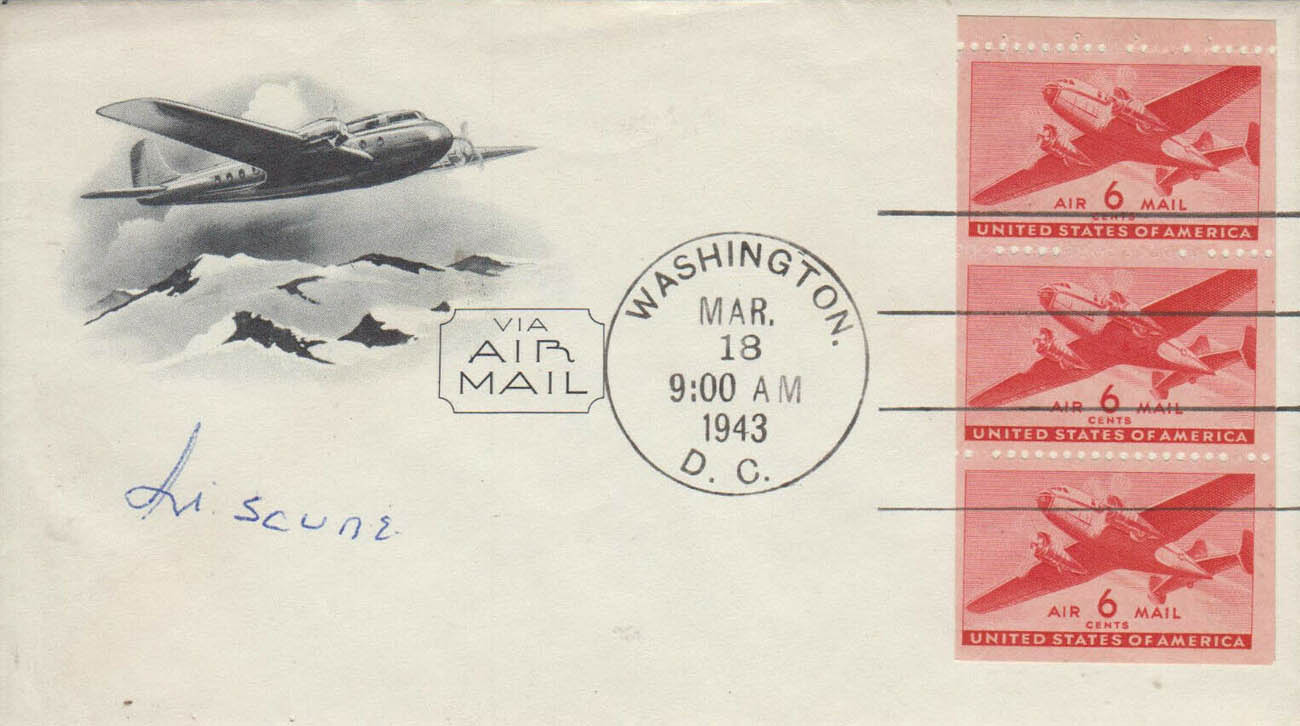 VIA
AIR
MAIL
WASHINGTON.
MAR.
18
9:00 AM
1943
D. C.
AIR 6 MAIL
CENTS
UNITED STATES OF AMERICA
AIR 6 MAIL
CENTS
UNITED STATES OF AMERICA
AIR 6 MAIL
CENTS
UNITED STATES OF AMERICA